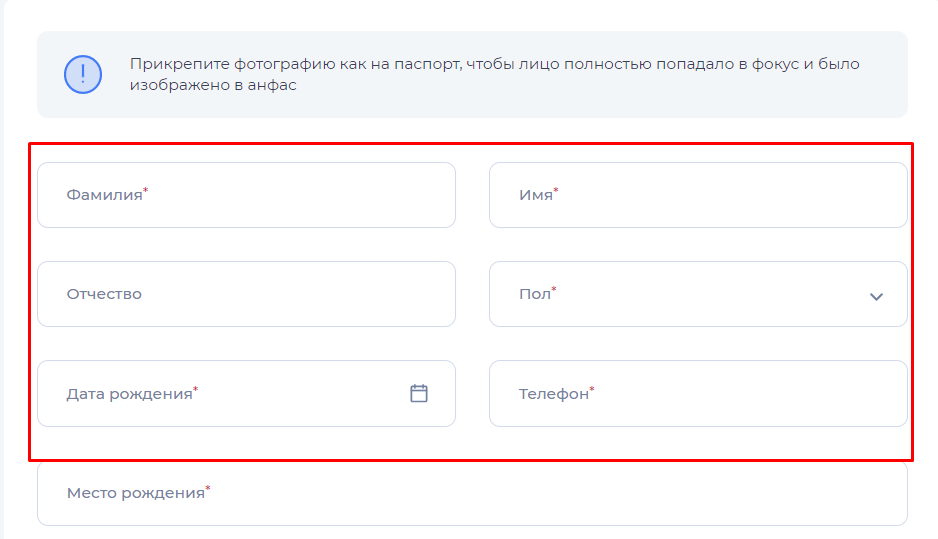 Прикрепите фотографию как на паспорт, чтобы лицо полностью попадало в фокус и было
изображено в анфас
Фамилия*
Имя*
Отчество
Пол*
Дата рождения*
Телефон*
Место рождения*